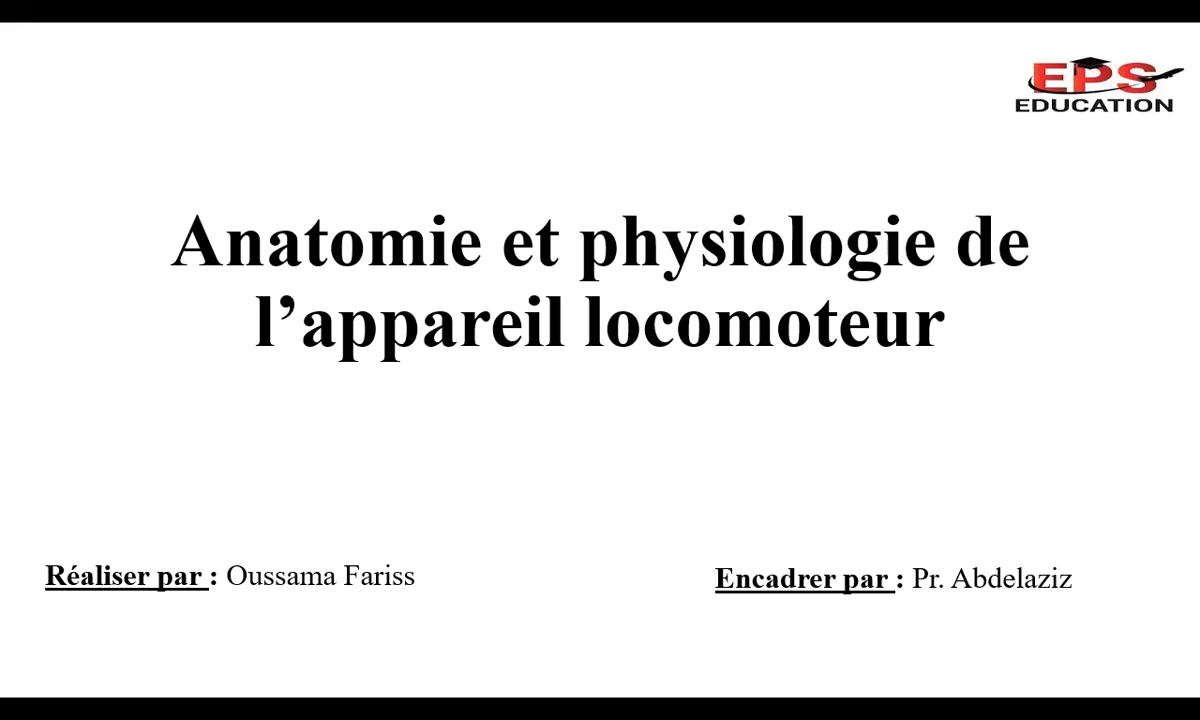 EPS
EDUCATION
Anatomie et physiologie de
l’appareil locomoteur
Réaliser par : Oussama Fariss
Encadrer par : Pr. Abdelaziz